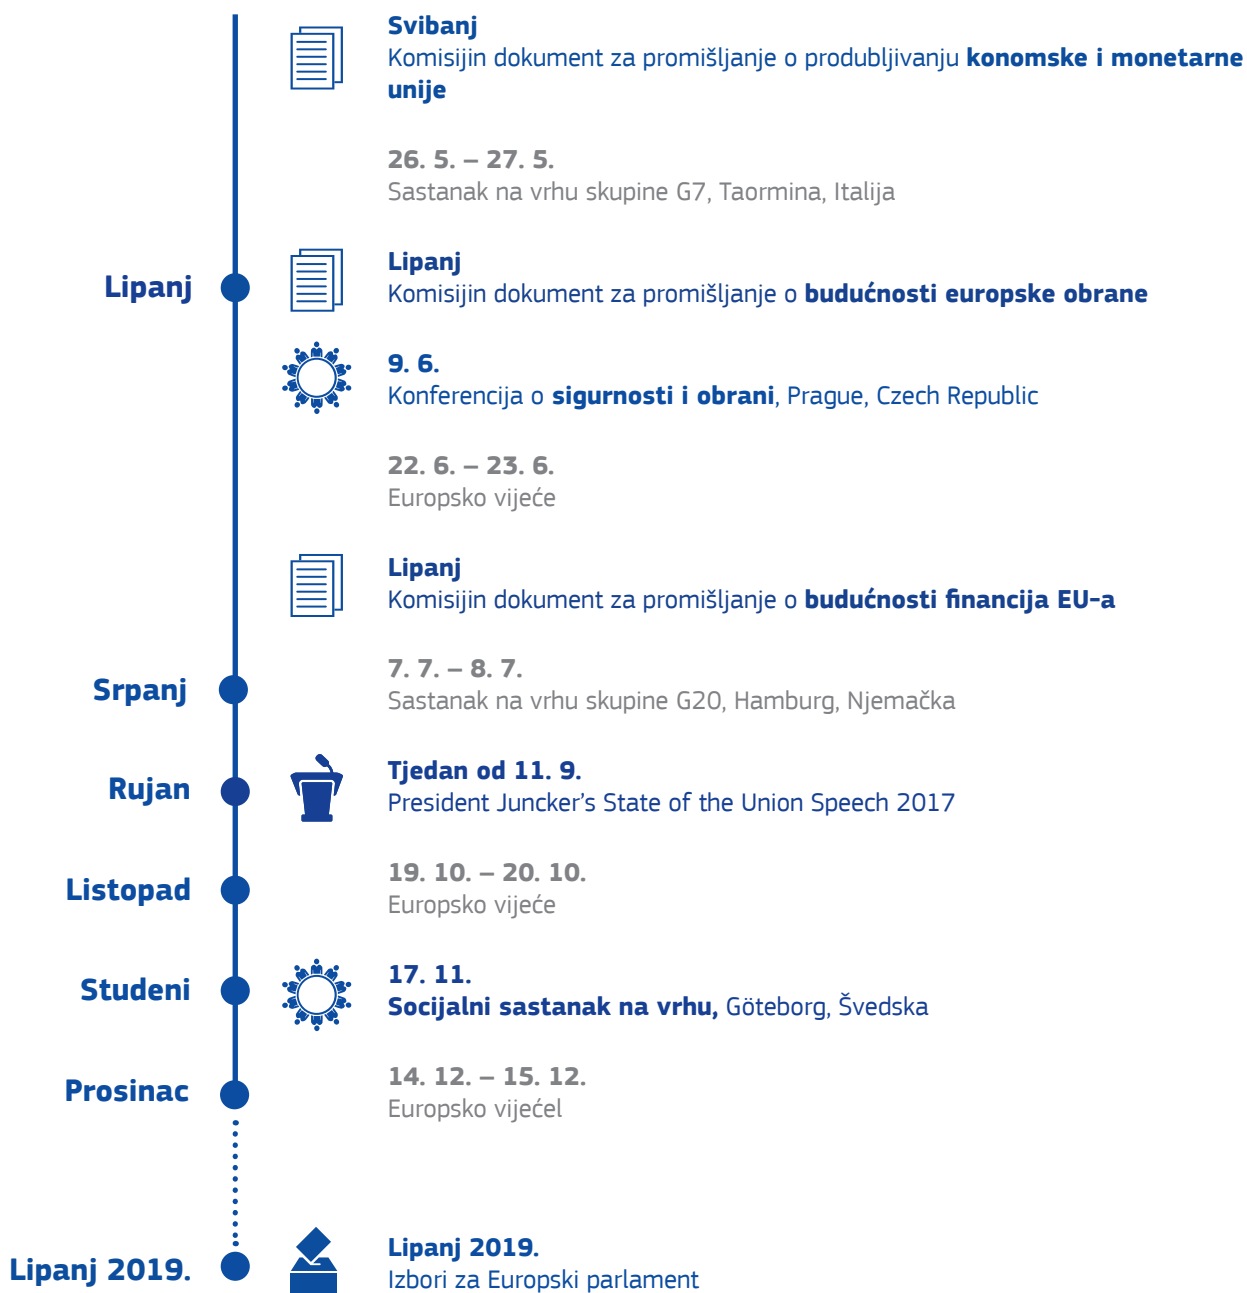 Svibanj
Komisijin dokument za promišljanje o produbljivanju konomske i monetarne
unije
26. 5. – 27. 5.
Sastanak na vrhu skupine G7, Taormina, Italija
Lipanj
Lipanj
Komisijin dokument za promišljanje o budućnosti europske obrane
9. 6.
Konferencija o sigurnosti i obrani, Prague, Czech Republic
22. 6. – 23. 6.
Europsko vijeće
Lipanj
Komisijin dokument za promišljanje o budućnosti financija EU-a
Srpanj
7. 7. – 8. 7.
Sastanak na vrhu skupine G20, Hamburg, Njemačka
Rujan
Tjedan od 11. 9.
President Juncker’s State of the Union Speech 2017
Listopad
19. 10. – 20. 10.
Europsko vijeće
Studeni
17. 11.
Socijalni sastanak na vrhu, Göteborg, Švedska
Prosinac
14. 12. – 15. 12.
Europsko vijećel
Lipanj 2019.
Lipanj 2019.
Izbori za Europski parlament